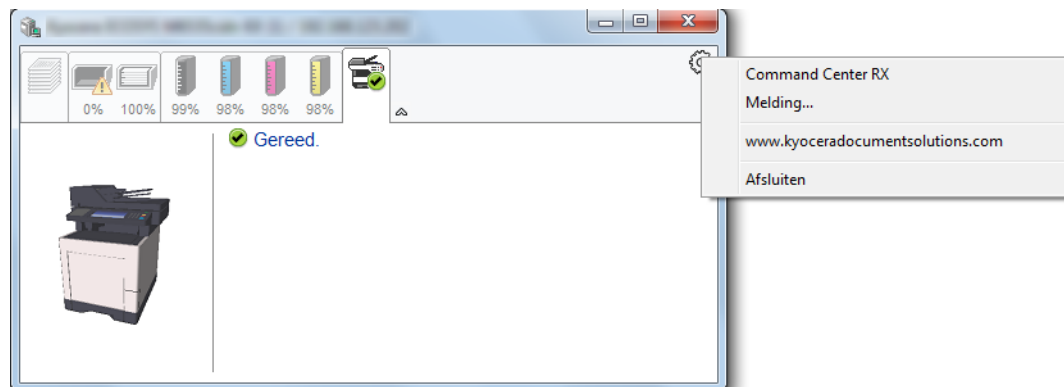 0% 100% 99% 98% 98% 98%
Gereed.
Command Center RX
Melding...
www.kyoceradocumentsolutions.com
Afsluiten